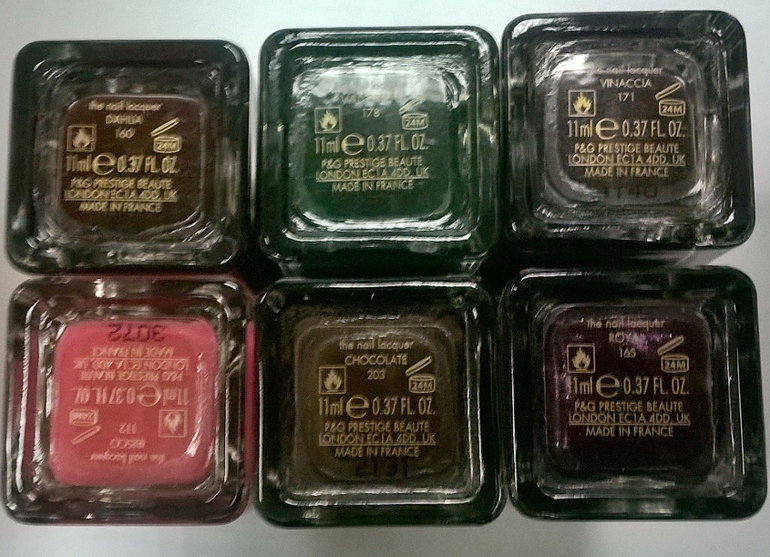 the nail lacquer
DAHLIA
160
24M
11ml e 0.37 FL. OZ.
P&G PRESTIGE BEAUTE
LONDON EC1A 4DD, UK
MADE IN FRANCE
24M
11ml e 0.37 FL. OZ.
P&G PRESTIGE BEAUTE
LONDON EC1A 4DD, UK
MADE IN FRANCE
the nail lacquer
VINACCIA
171
24M
11ml e 0.37 FL. OZ.
P&G PRESTIGE BEAUTE
LONDON EC1A 4DD, UK
MADE IN FRANCE
the nail lacquer
112
24M
11ml e 0.37 FL. OZ.
P&G PRESTIGE BEAUTE
LONDON EC1A 4DD, UK
MADE IN FRANCE
3072
the nail lacquer
CHOCOLATE
203
24M
11ml e 0.37 FL. OZ.
P&G PRESTIGE BEAUTE
LONDON EC1A 4DD, UK
MADE IN FRANCE
the nail lacquer
ROYAL
165
24M
11ml e 0.37 FL. OZ.
P&G PRESTIGE BEAUTE
LONDON EC1A 4DD, UK
MADE IN FRANCE